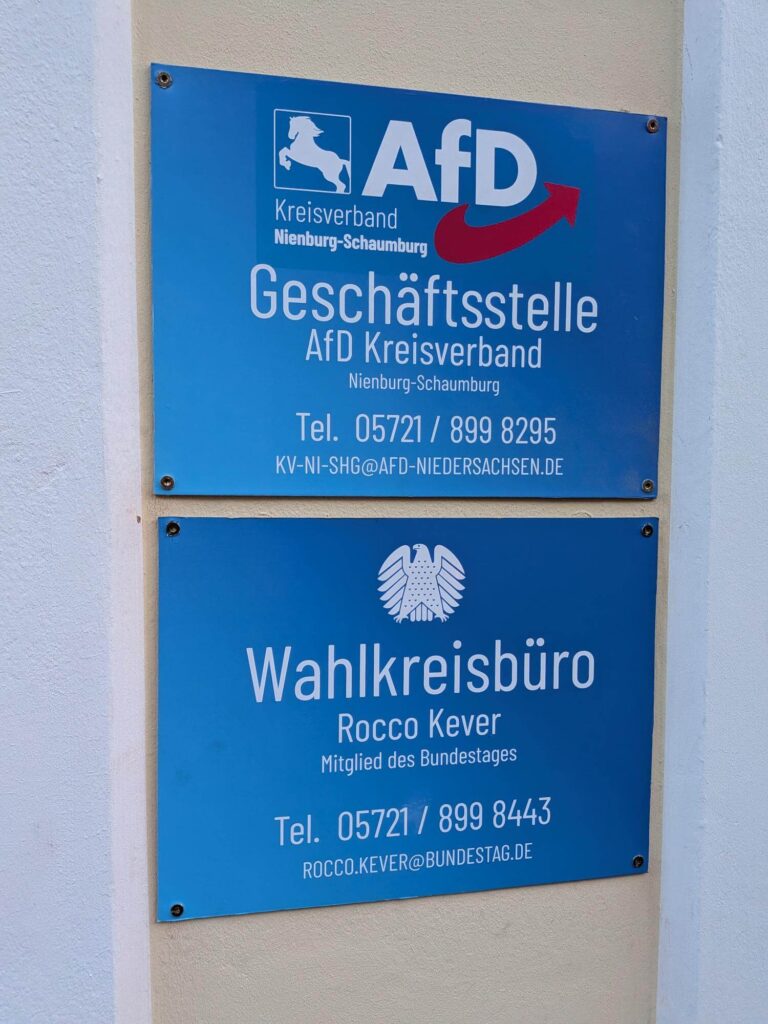 AfD
Kreisverband
Nienburg-Schaumburg
Geschäftsstelle
AfD Kreisverband
Nienburg-Schaumburg
Tel. 05721 / 899 8295
KV-NI-SHG@AFD-NIEDERSACHSEN.DE
Wahlkreisbüro
Rocco Kever
Mitglied des Bundestages
Tel. 05721 / 899 8443
ROCCO.KEVER@BUNDESTAG.DE